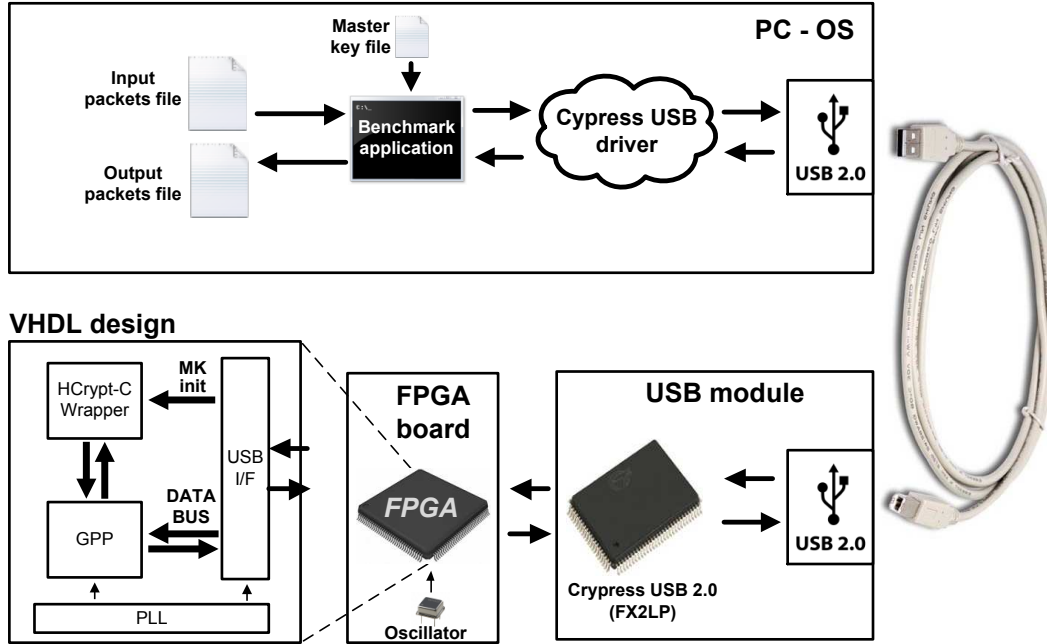 PC - OS
Master
key file
Input
packets file
C:\_
Benchmark
application
Cypress USB
driver
USB 2.0
Output
packets file
VHDL design
HCrypt-C
Wrapper
MK
init
USB
I/F
DATA
BUS
GPP
PLL
FPGA
board
FPGA
Oscillator
USB module
Crypress USB 2.0
(FX2LP)
USB 2.0